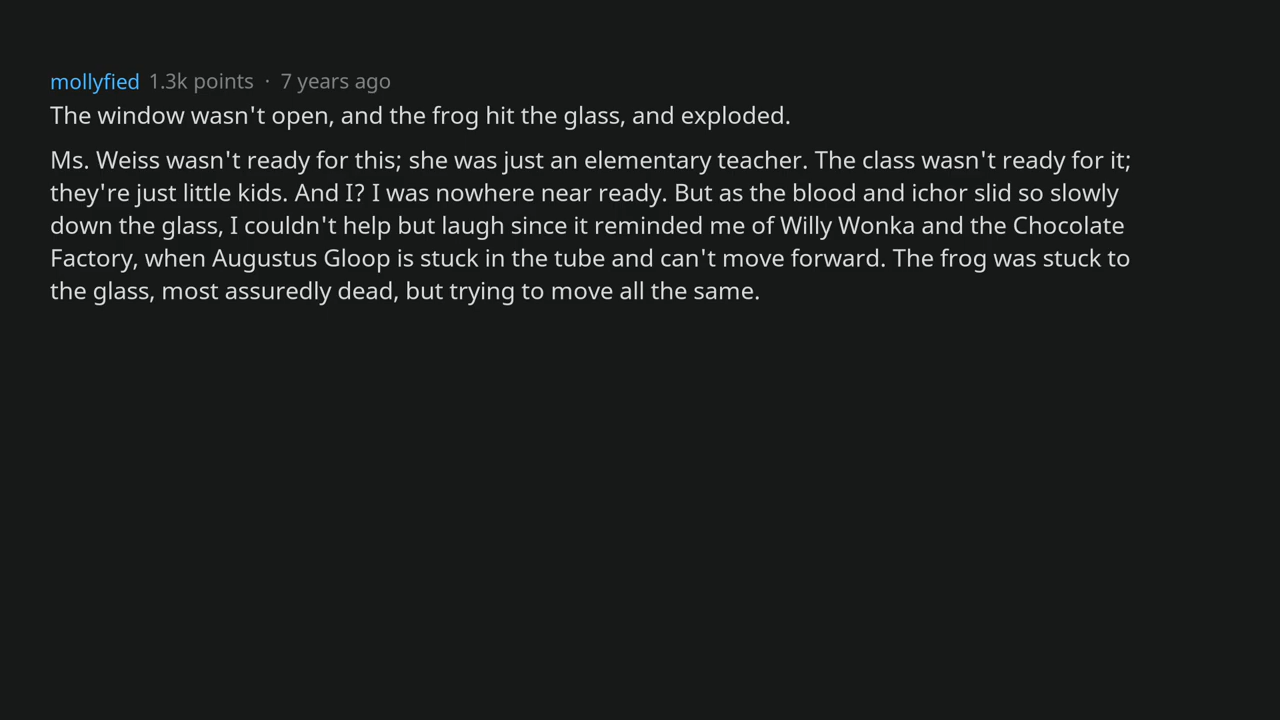 mollyfied 1.3k points · 7 years ago
The window wasn't open, and the frog hit the glass, and exploded.
Ms. Weiss wasn't ready for this; she was just an elementary teacher. The class wasn't ready for it;
they're just little kids. And I? I was nowhere near ready. But as the blood and ichor slid so slowly
down the glass, I couldn't help but laugh since it reminded me of Willy Wonka and the Chocolate
Factory, when Augustus Gloop is stuck in the tube and can't move forward. The frog was stuck to
the glass, most assuredly dead, but trying to move all the same.